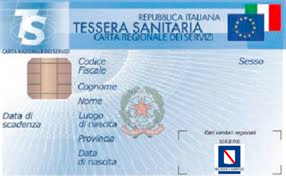 TS
REPUBBLICA ITALIANA
TESSERA SANITARIA
CARTA REGIONALE DEI SERVIZI
CARTA NAZIONALE DEI SERVIZI
Codice
Fiscale
Sesso
Cognome
Nome
Data di
scadenza
Luogo
di nascita
Provincia
Data
di nascita
Dati sanitari regionali
REGIONE